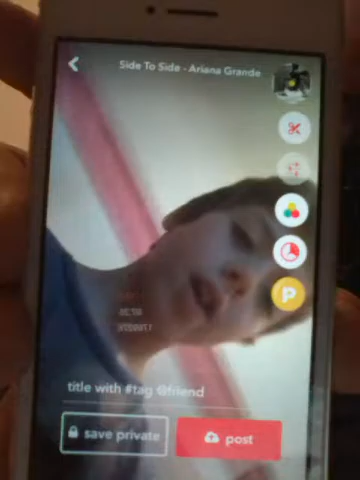 Side To Side - Ariana Grande
P
title with #tag @friend
save private
post